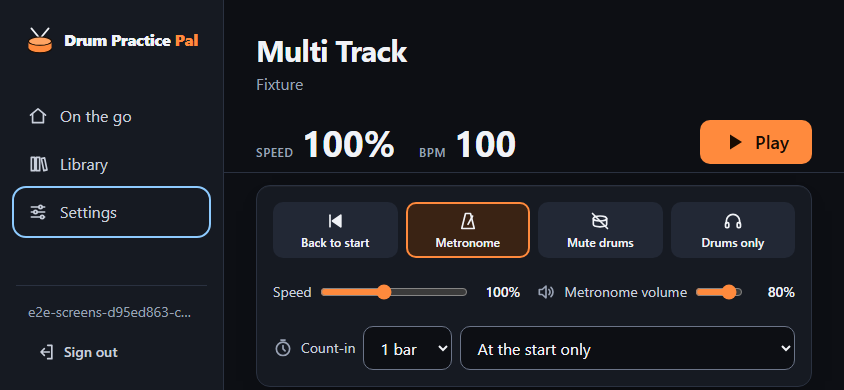 Drum Practice Pal
On the go
Library
Settings
e2e-screens-d95ed863-c...
Sign out
Multi Track
Fixture
SPEED 100% BPM 100
Play
Back to start
Metronome
Mute drums
Drums only
Speed 100% Metronome volume 80%
Count-in 1 bar At the start only